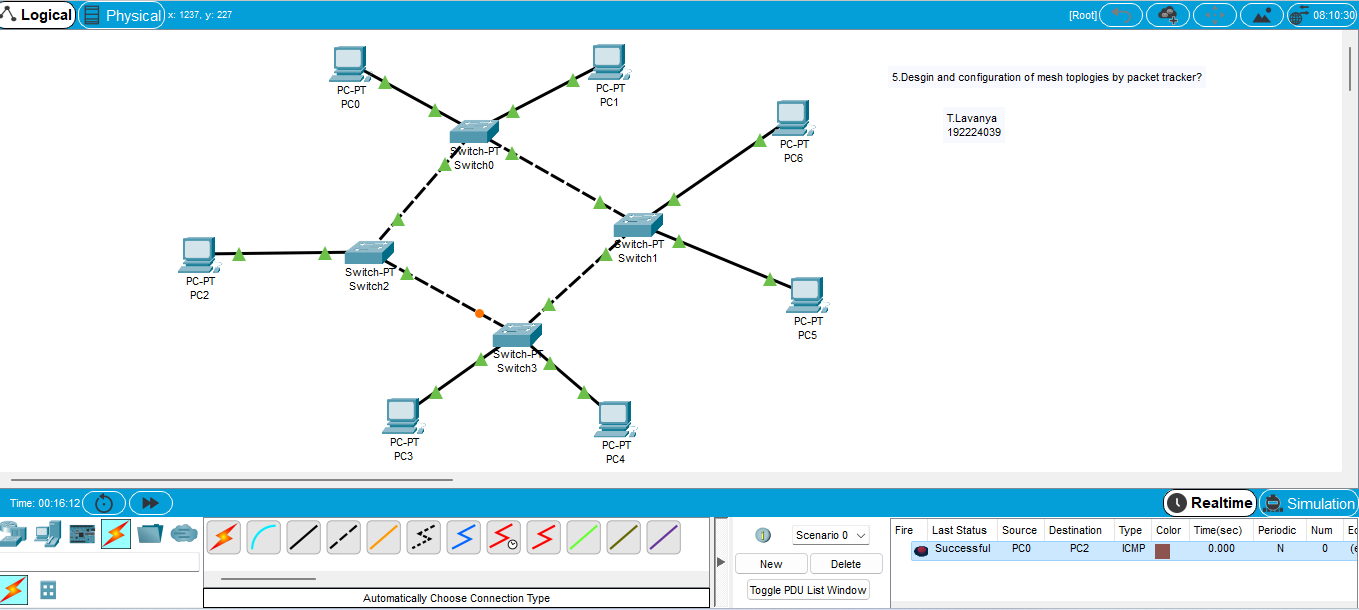 Logical
Physical x: 1237, y: 227
[Root]
08:10:30
PC-PT
PC0
PC-PT
PC1
5.Desgin and configuration of mesh toplogies by packet tracker?
T.Lavanya
192224039
PC-PT
PC6
Switch-PT
Switch0
Switch-PT
Switch1
PC-PT
PC2
Switch-PT
Switch2
PC-PT
PC5
Switch-PT
Switch3
PC-PT
PC3
PC-PT
PC4
Time: 00:16:12
Realtime
Simulation
Scenario 0
New
Delete
Toggle PDU List Window
Automatically Choose Connection Type
Fire Last Status Source Destination Type Color Time(sec) Periodic Num
Successful PC0 PC2 ICMP 0.000 N 0